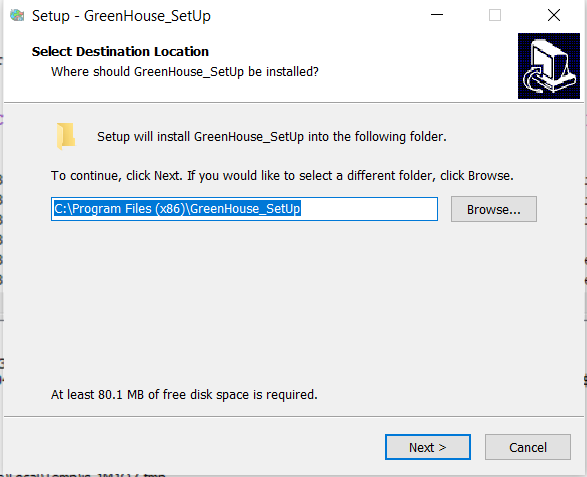 Setup - GreenHouse_SetUp
Select Destination Location
Where should GreenHouse_SetUp be installed?
Setup will install GreenHouse_SetUp into the following folder.
To continue, click Next. If you would like to select a different folder, click Browse.
C:\Program Files (x86)\GreenHouse_SetUp
Browse...
At least 80.1 MB of free disk space is required.
Next >
Cancel